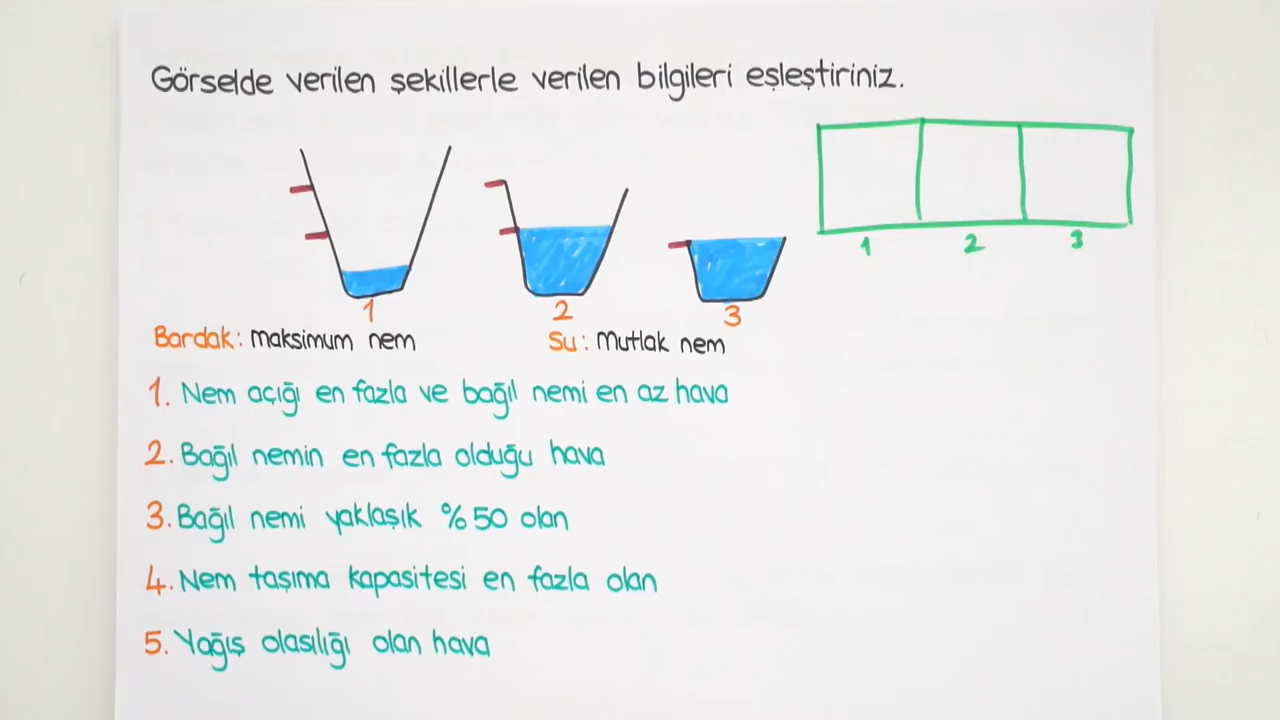 Görselde verilen şekillerle verilen bilgileri eşleştiriniz.
1 2 3
1 2 3
Bardak: maksimum nem Su: Mutlak nem
1. Nem açığı en fazla ve bağıl nemi en az hava
2. Bağıl nemin en fazla olduğu hava
3. Bağıl nemi yaklaşık %50 olan
4. Nem taşıma kapasitesi en fazla olan
5. Yağış olasılığı olan hava